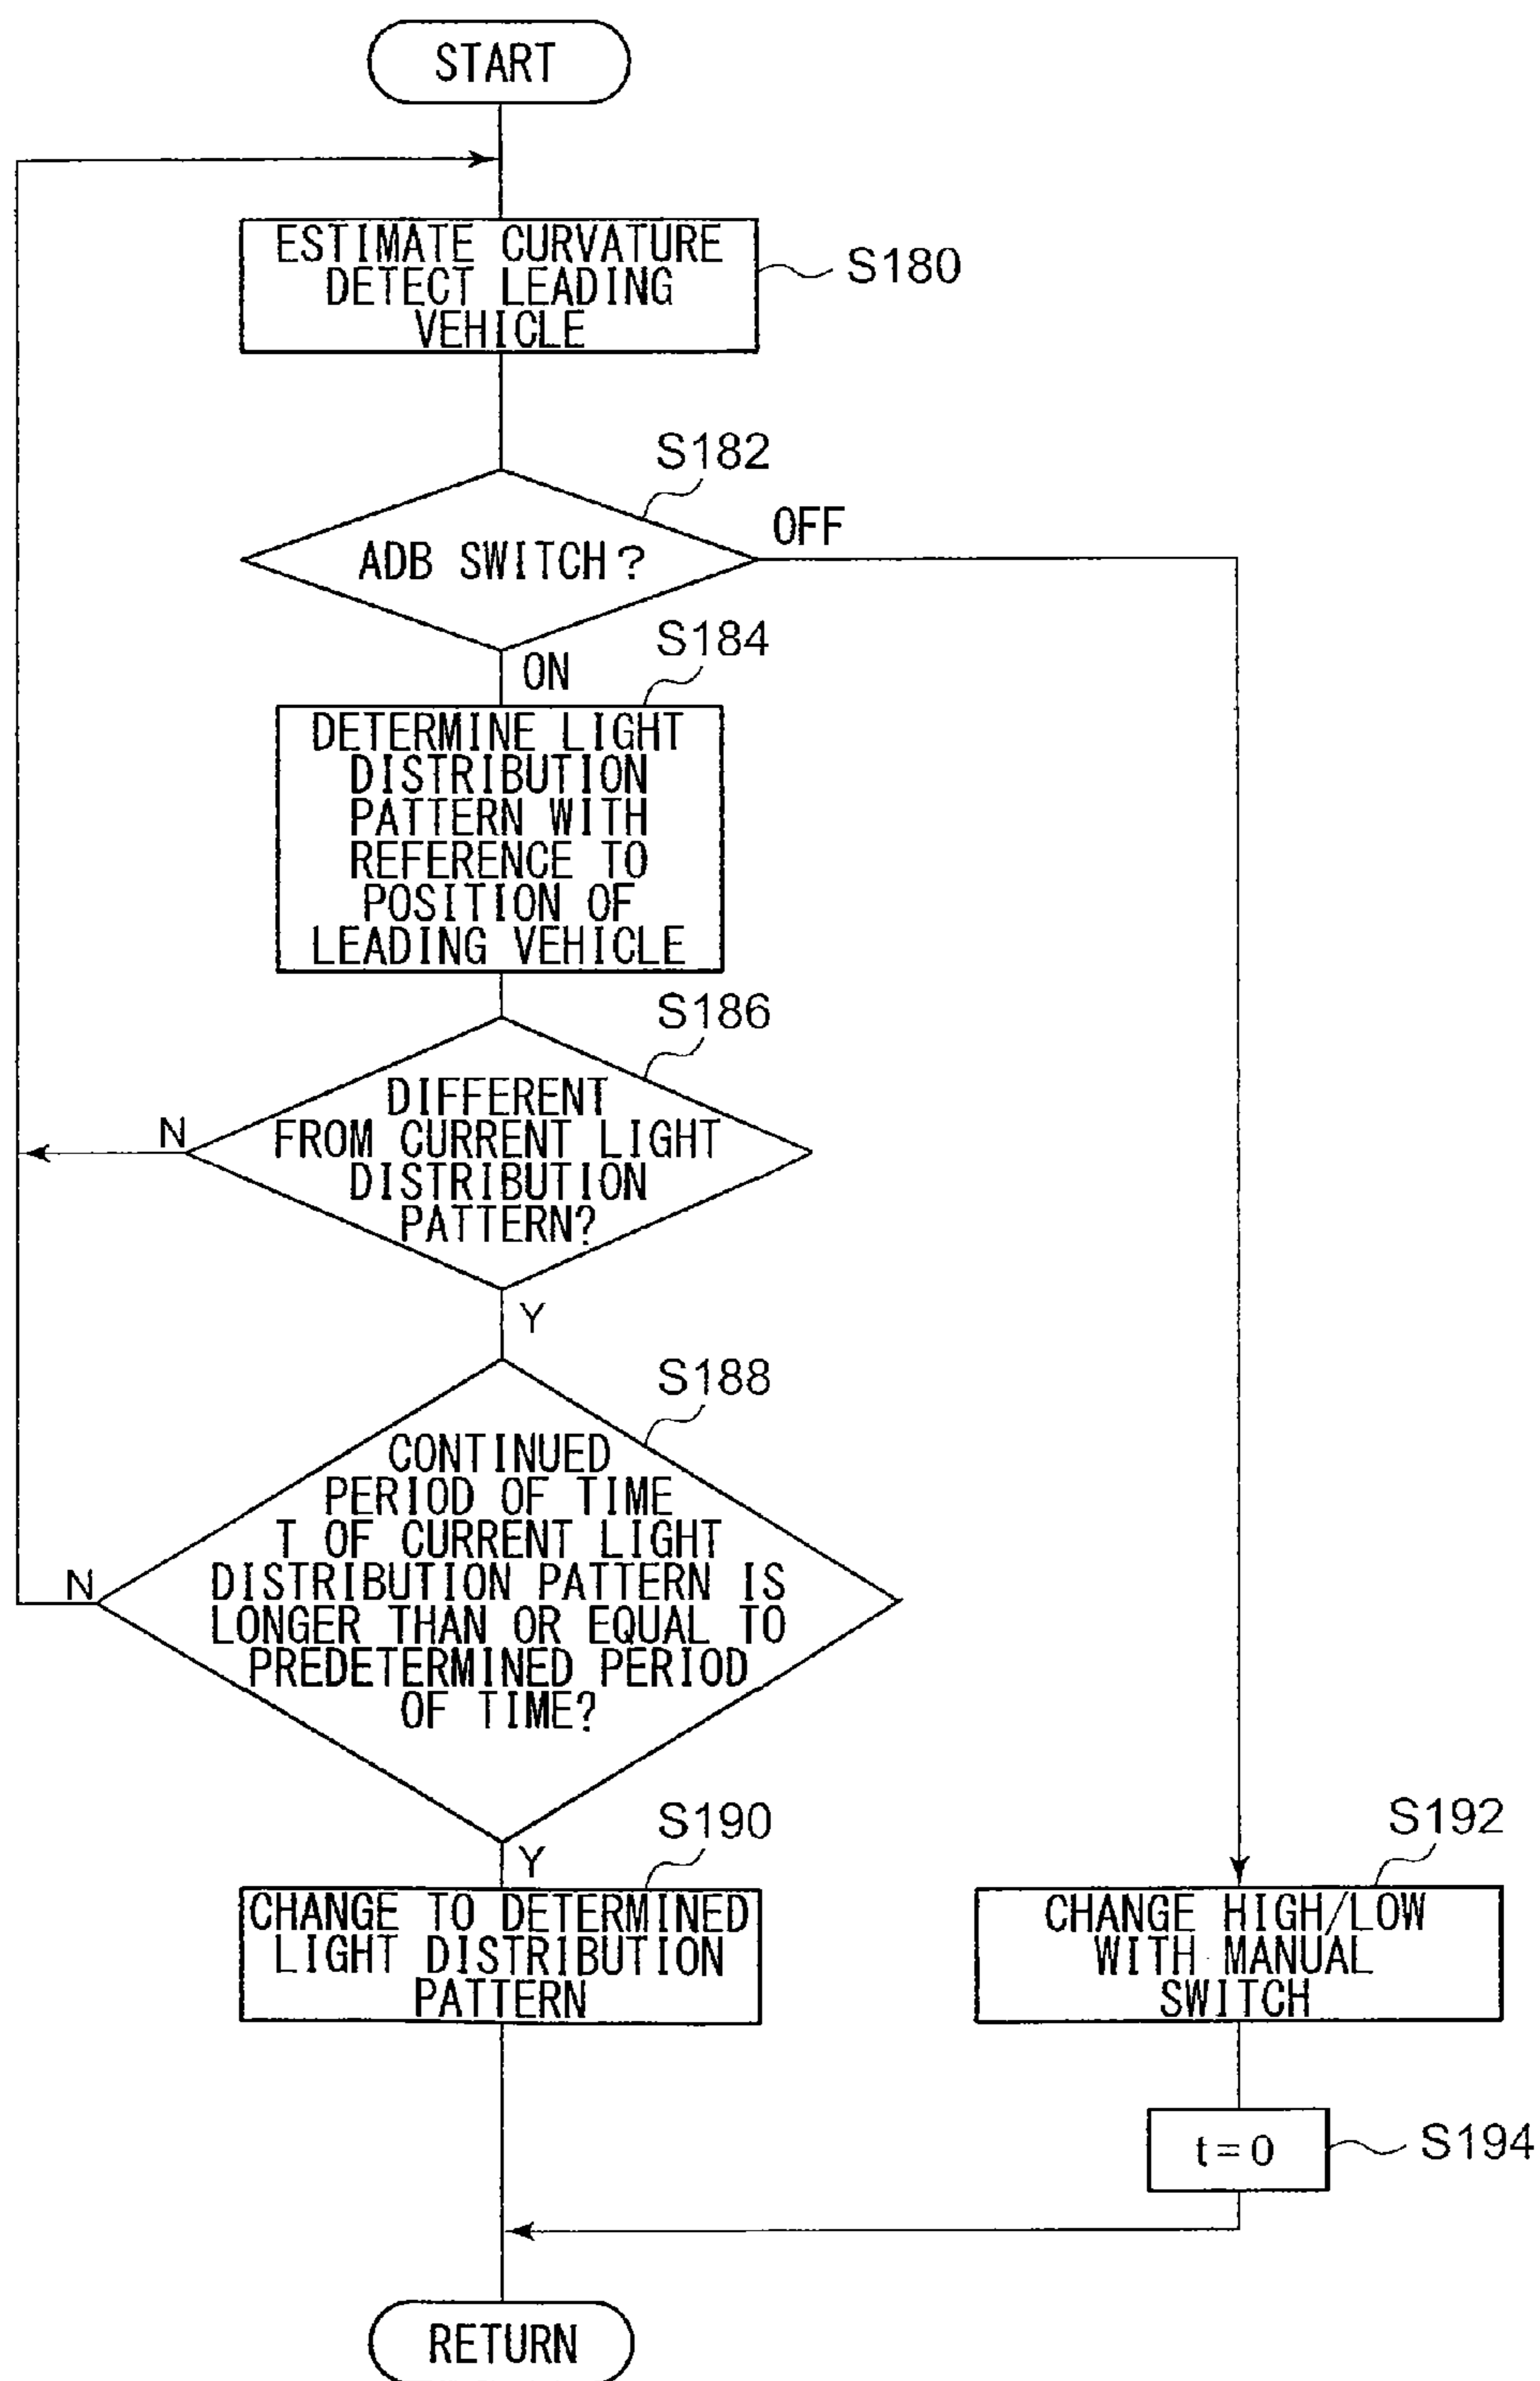 START
ESTIMATE CURVATURE
DETECT LEADING
VEHICLE
S180
S182
ADB SWITCH?
OFF
ON
S184
DETERMINE LIGHT
DISTRIBUTION
PATTERN WITH
REFERENCE TO
POSITION OF
LEADING VEHICLE
S186
DIFFERENT
FROM CURRENT LIGHT
DISTRIBUTION
PATTERN?
N
Y
S188
CONTINUED
PERIOD OF TIME
T OF CURRENT LIGHT
DISTRIBUTION PATTERN IS
LONGER THAN OR EQUAL TO
PREDETERMINED PERIOD
OF TIME?
N
Y
S190
CHANGE TO DETERMINED
LIGHT DISTRIBUTION
PATTERN
S192
CHANGE HIGH/LOW
WITH MANUAL
SWITCH
t=0
S194
RETURN